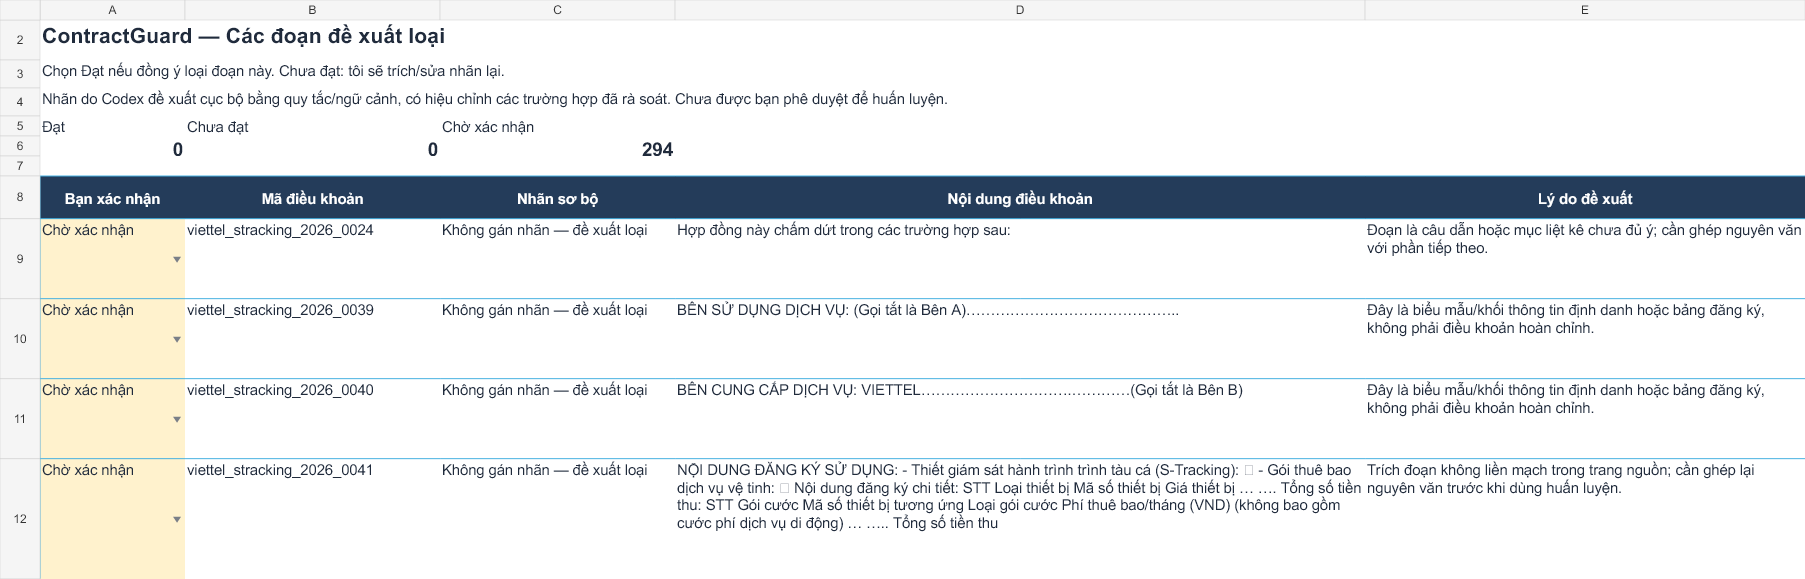 A B C D E
2 ContractGuard — Các đoạn đề xuất loại
3 Chọn Đạt nếu đồng ý loại đoạn này. Chưa đạt: tôi sẽ trích/sửa nhãn lại.
4 Nhãn do Codex đề xuất cục bộ bằng quy tắc/ngữ cảnh, có hiệu chỉnh các trường hợp đã rà soát. Chưa được bạn phê duyệt để huấn luyện.
5 Đạt Chưa đạt Chờ xác nhận
6 0 0 294
7
8 Bạn xác nhận Mã điều khoản Nhãn sơ bộ Nội dung điều khoản Lý do đề xuất
9 Chờ xác nhận viettel_stracking_2026_0024 Không gán nhãn — đề xuất loại Hợp đồng này chấm dứt trong các trường hợp sau: Đoạn là câu dẫn hoặc mục liệt kê chưa đủ ý; cần ghép nguyên văn
với phần tiếp theo.
10 Chờ xác nhận viettel_stracking_2026_0039 Không gán nhãn — đề xuất loại BÊN SỬ DỤNG DỊCH VỤ: (Gọi tắt là Bên A)…………………………………….. Đây là biểu mẫu/khối thông tin định danh hoặc bảng đăng ký,
không phải điều khoản hoàn chỉnh.
11 Chờ xác nhận viettel_stracking_2026_0040 Không gán nhãn — đề xuất loại BÊN CUNG CẤP DỊCH VỤ: VIETTEL……………………….…………(Gọi tắt là Bên B) Đây là biểu mẫu/khối thông tin định danh hoặc bảng đăng ký,
không phải điều khoản hoàn chỉnh.
12 Chờ xác nhận viettel_stracking_2026_0041 Không gán nhãn — đề xuất loại NỘI DUNG ĐĂNG KÝ SỬ DỤNG: - Thiết giám sát hành trình trình tàu cá (S-Tracking): - Gói thuê bao Trích đoạn không liền mạch trong trang nguồn; cần ghép lại
dịch vụ vệ tinh: Nội dung đăng ký chi tiết: STT Loại thiết bị Mã số thiết bị Giá thiết bị … …. Tổng số tiền nguyên văn trước khi dùng huấn luyện.
thu: STT Gói cước Mã số thiết bị tương ứng Loại gói cước Phí thuê bao/tháng (VND) (không bao gồm
cước phí dịch vụ di động) … ….. Tổng số tiền thu